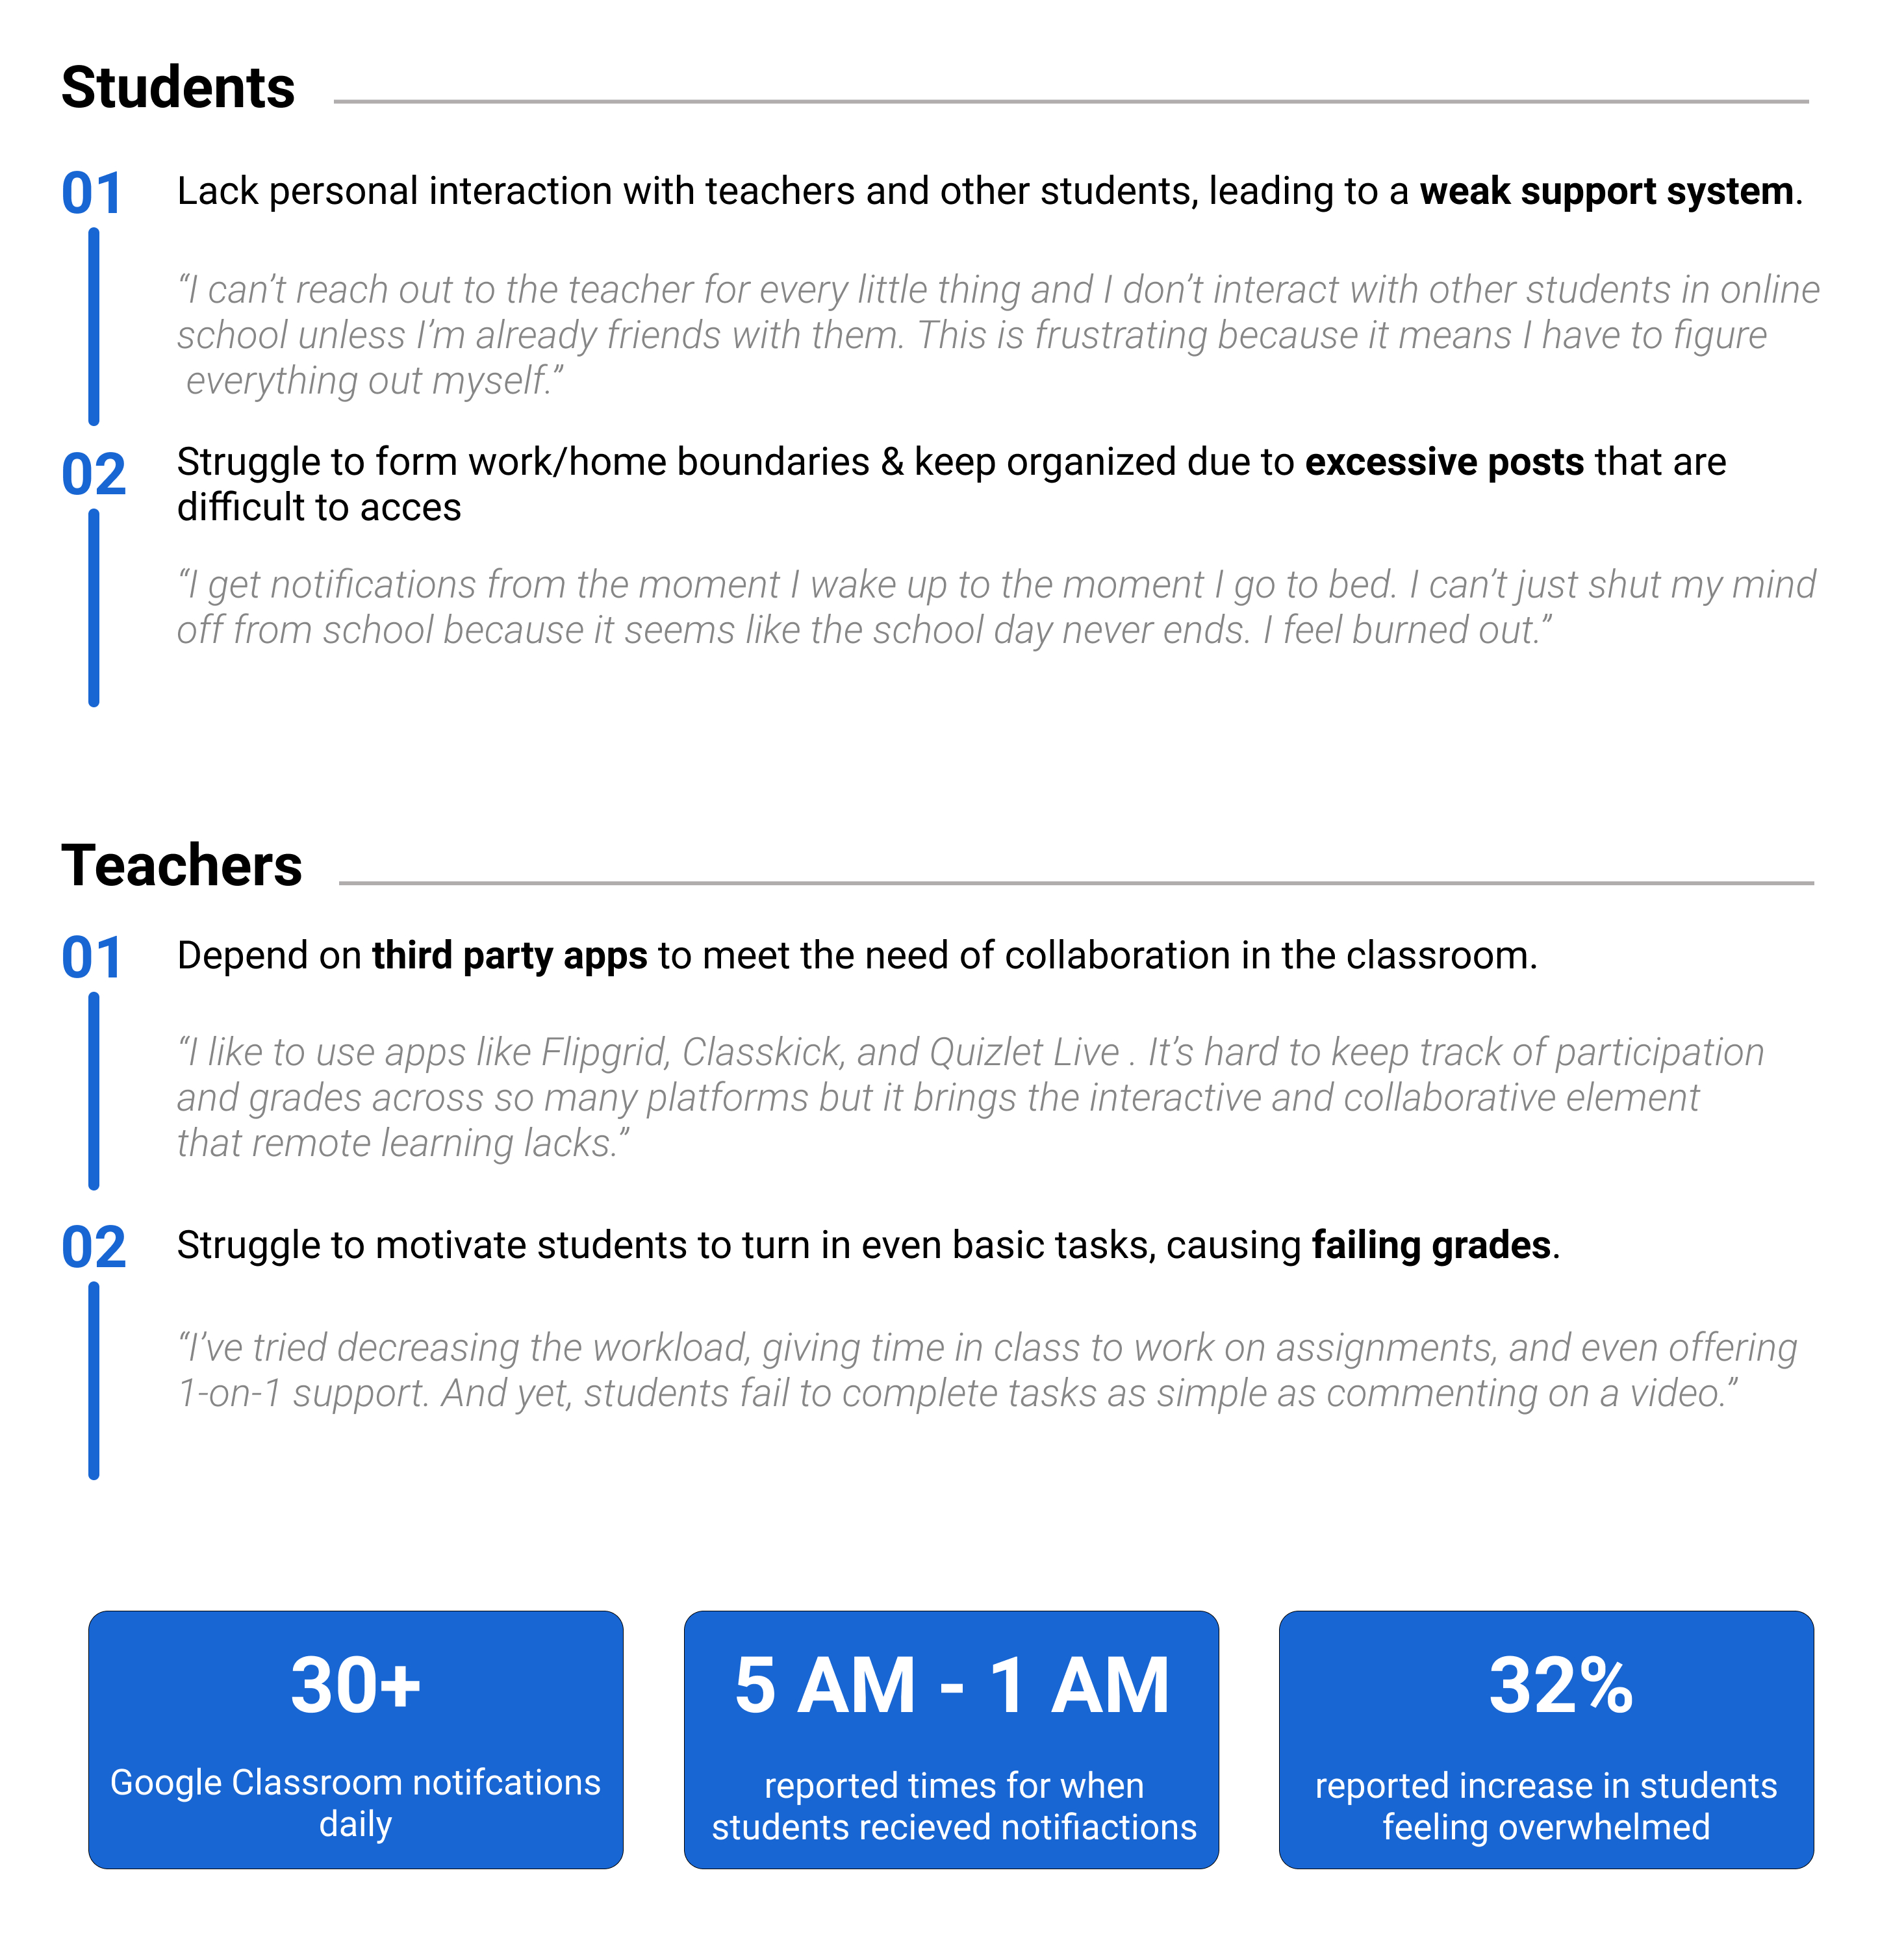 Students
01
Lack personal interaction with teachers and other students, leading to a weak support system.
“I can’t reach out to the teacher for every little thing and I don’t interact with other students in online
school unless I’m already friends with them. This is frustrating because it means I have to figure
everything out myself.”
02
Struggle to form work/home boundaries & keep organized due to excessive posts that are
difficult to acces
“I get notifications from the moment I wake up to the moment I go to bed. I can’t just shut my mind
off from school because it seems like the school day never ends. I feel burned out.”
Teachers
01
Depend on third party apps to meet the need of collaboration in the classroom.
“I like to use apps like Flipgrid, Classkick, and Quizlet Live . It’s hard to keep track of participation
and grades across so many platforms but it brings the interactive and collaborative element
that remote learning lacks.”
02
Struggle to motivate students to turn in even basic tasks, causing failing grades.
“I’ve tried decreasing the workload, giving time in class to work on assignments, and even offering
1-on-1 support. And yet, students fail to complete tasks as simple as commenting on a video.”
30+
Google Classroom notifcations
daily
5 AM - 1 AM
reported times for when
students recieved notifiactions
32%
reported increase in students
feeling overwhelmed